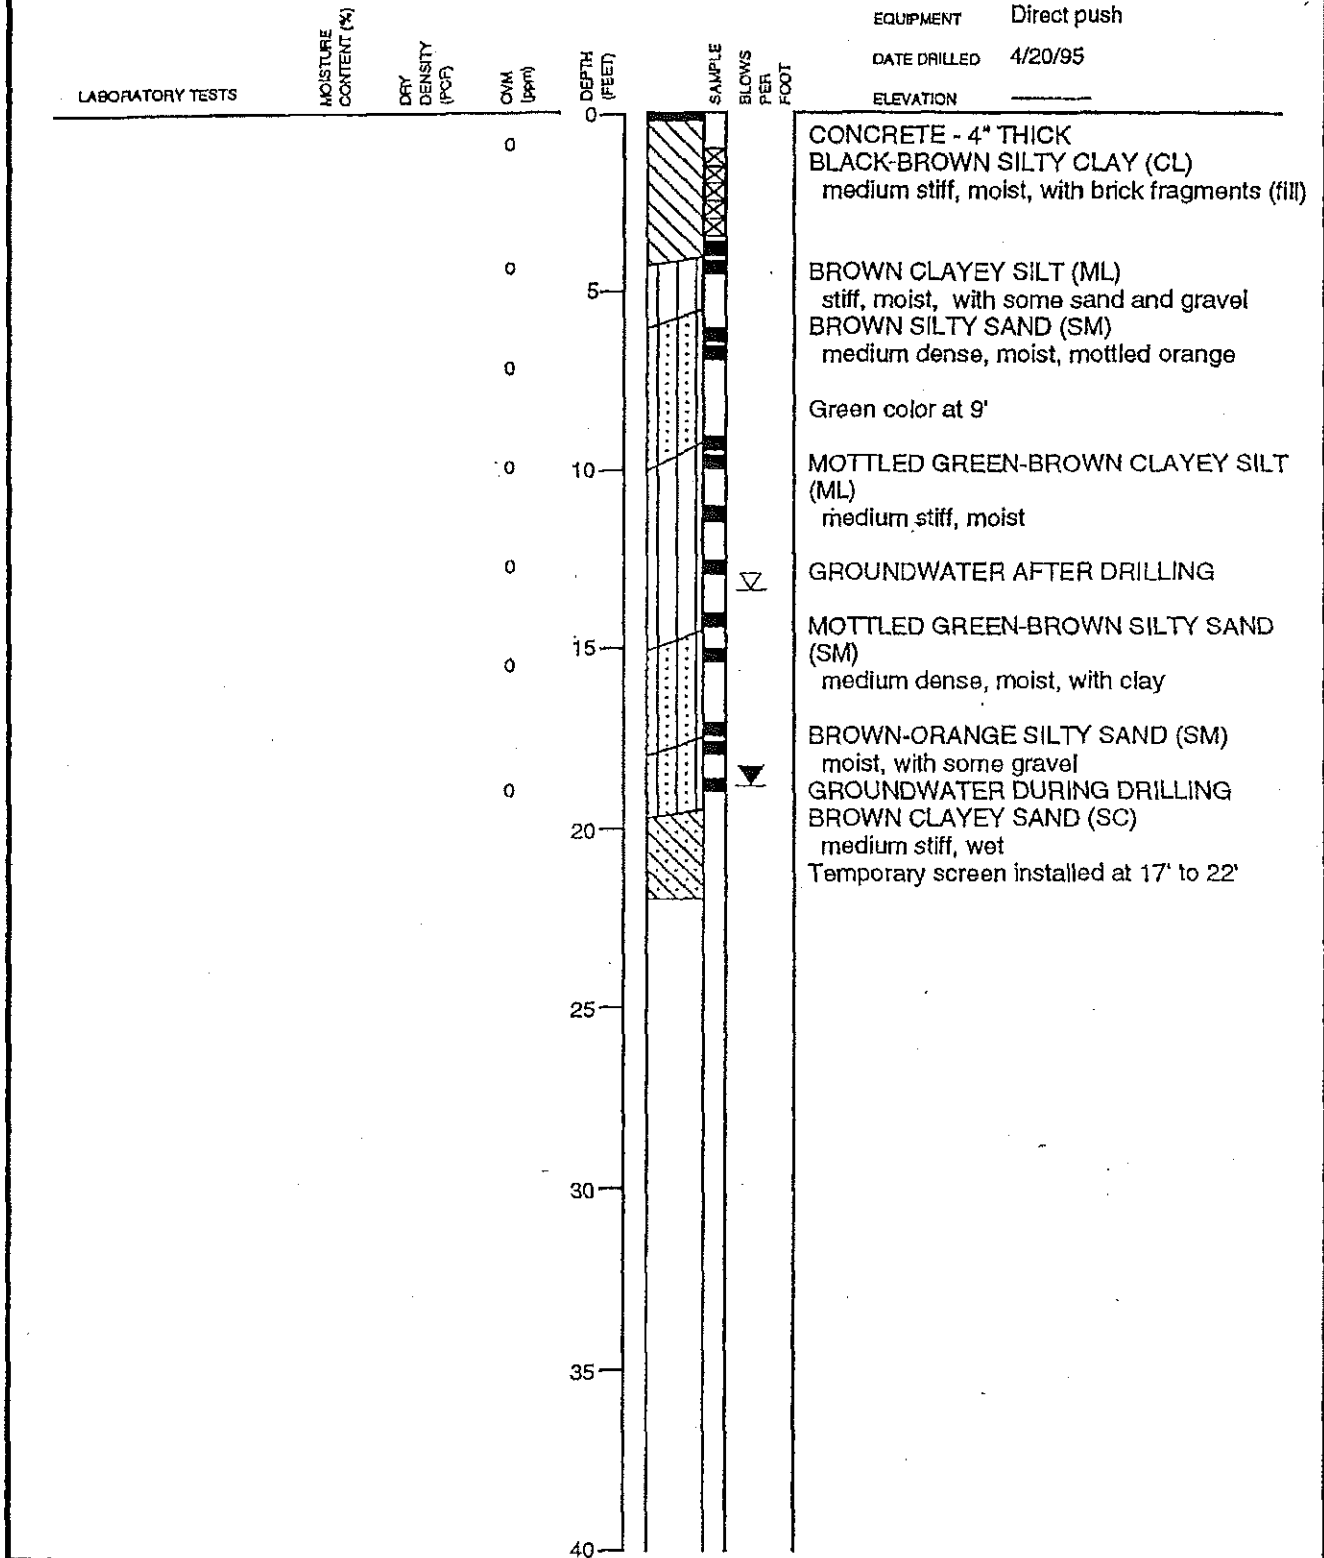 EQUIPMENT Direct push
DATE DRILLED 4/20/95
ELEVATION
LABORATORY TESTS
MOISTURE
CONTENT (%)
DRY
DENSITY
(PCF)
OVM
(ppm)
DEPTH
(FEET)
SAMPLE
BLOWS
PER
FOOT
0
0
CONCRETE - 4" THICK
BLACK-BROWN SILTY CLAY (CL)
medium stiff, moist, with brick fragments (fill)
0
BROWN CLAYEY SILT (ML)
5
stiff, moist, with some sand and gravel
BROWN SILTY SAND (SM)
medium dense, moist, mottled orange
0
Green color at 9'
0
10
MOTTLED GREEN-BROWN CLAYEY SILT
(ML)
medium stiff, moist
0
GROUNDWATER AFTER DRILLING
MOTTLED GREEN-BROWN SILTY SAND
15
(SM)
0
medium dense, moist, with clay
BROWN-ORANGE SILTY SAND (SM)
moist, with some gravel
0
GROUNDWATER DURING DRILLING
BROWN CLAYEY SAND (SC)
20
medium stiff, wet
Temporary screen installed at 17' to 22'
25
30
35
40